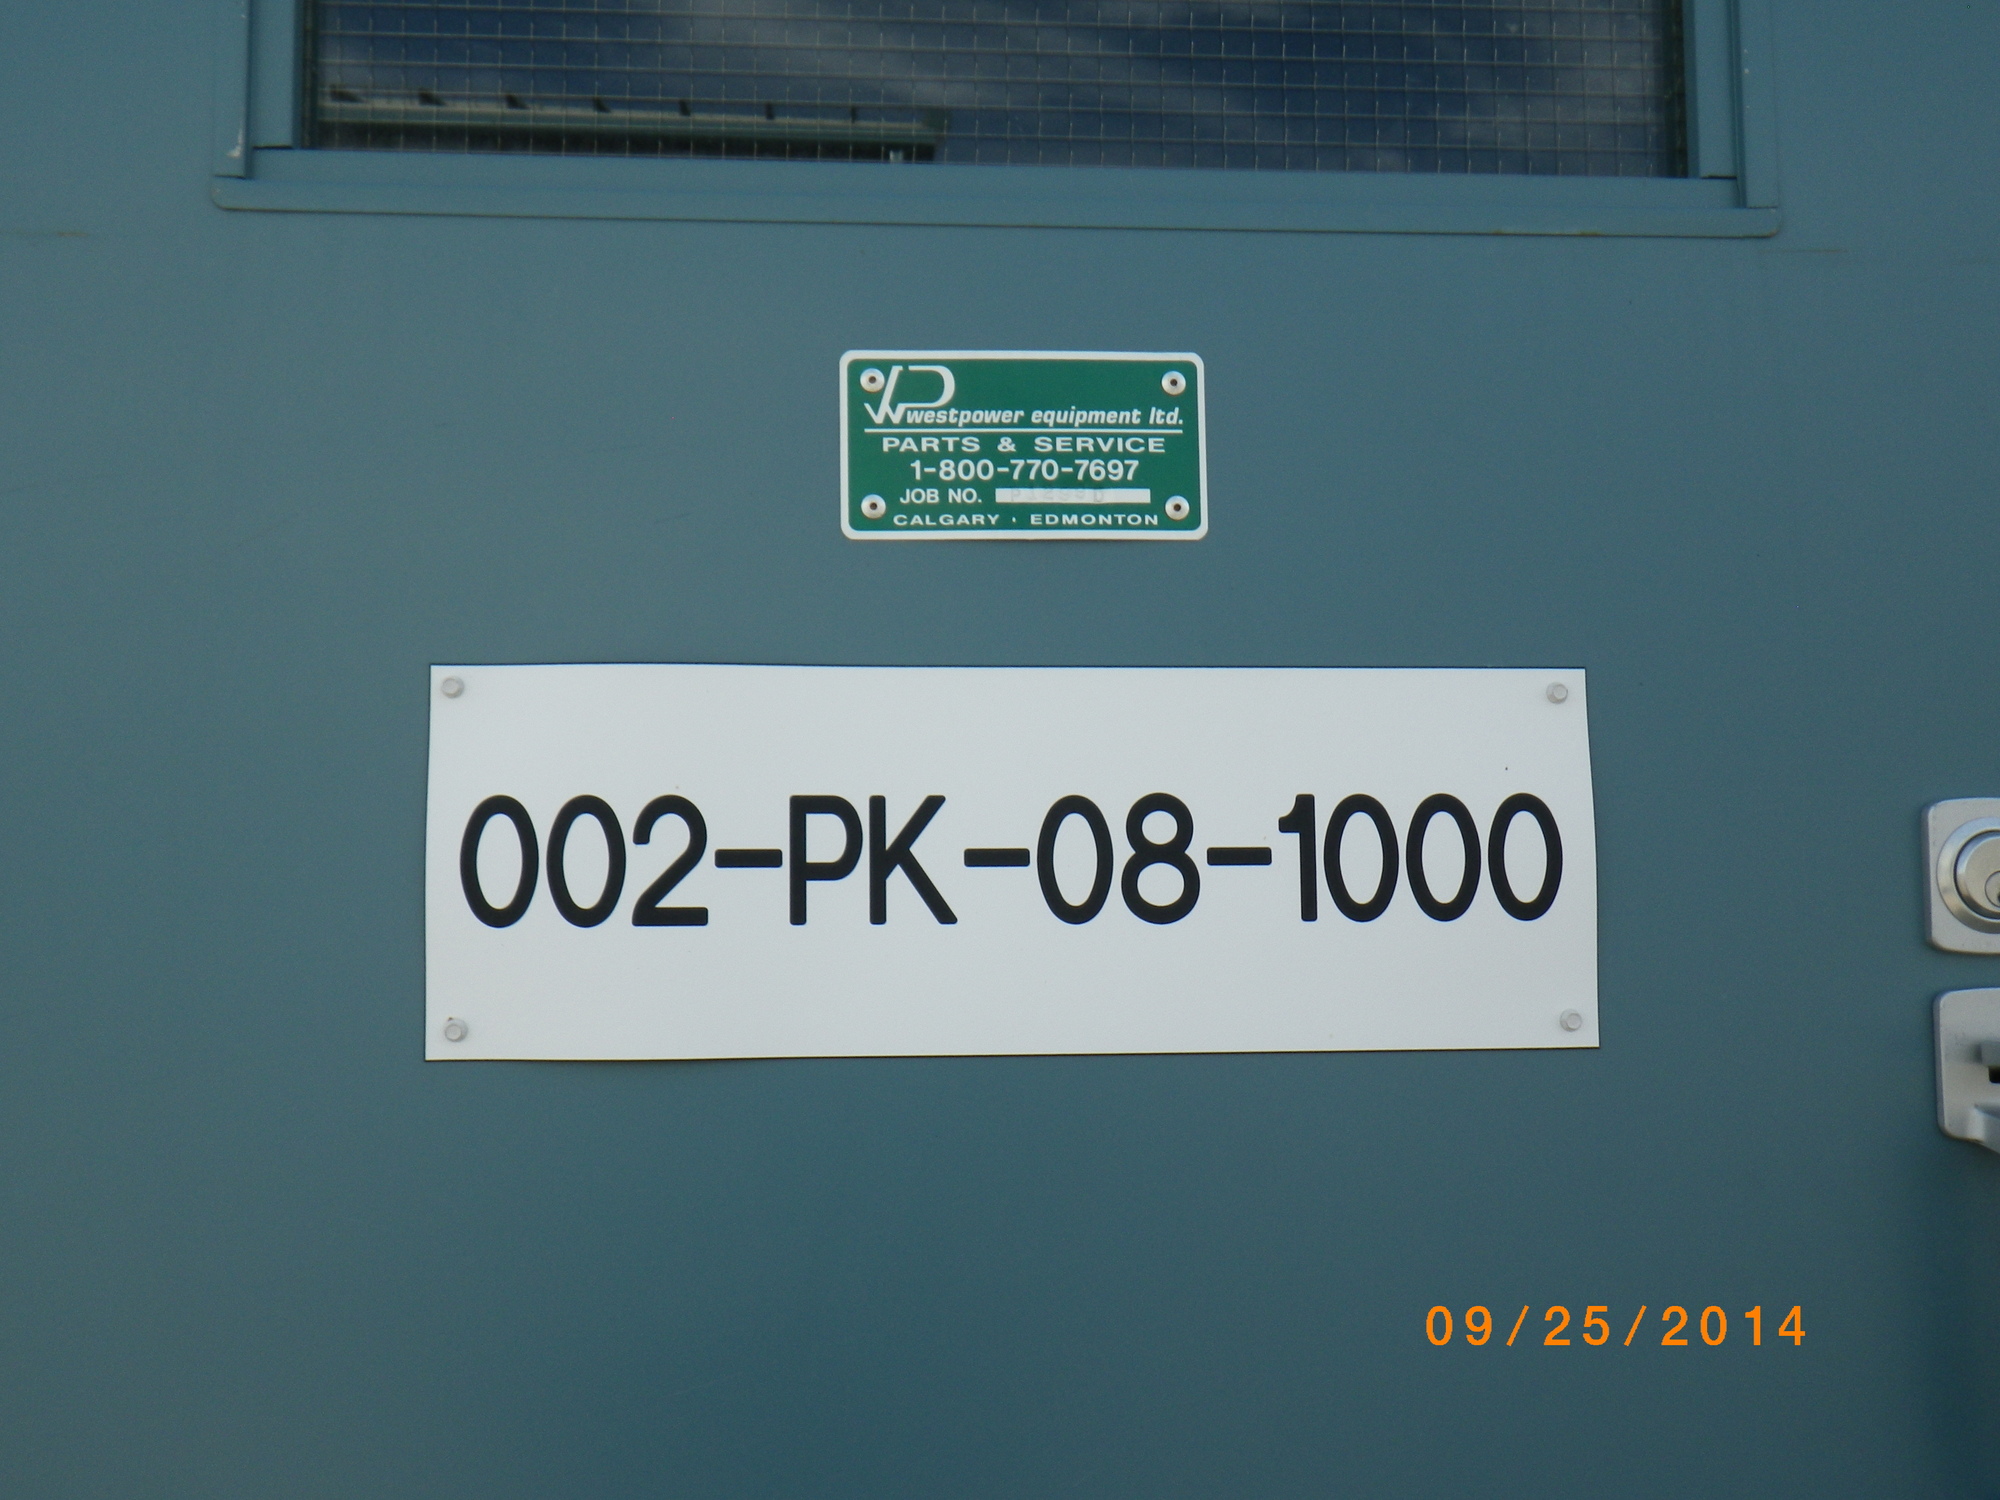 WP
westpower equipment ltd.
PARTS & SERVICE
1-800-770-7697
JOB NO.
CALGARY · EDMONTON
002-PK-08-1000
09/25/2014